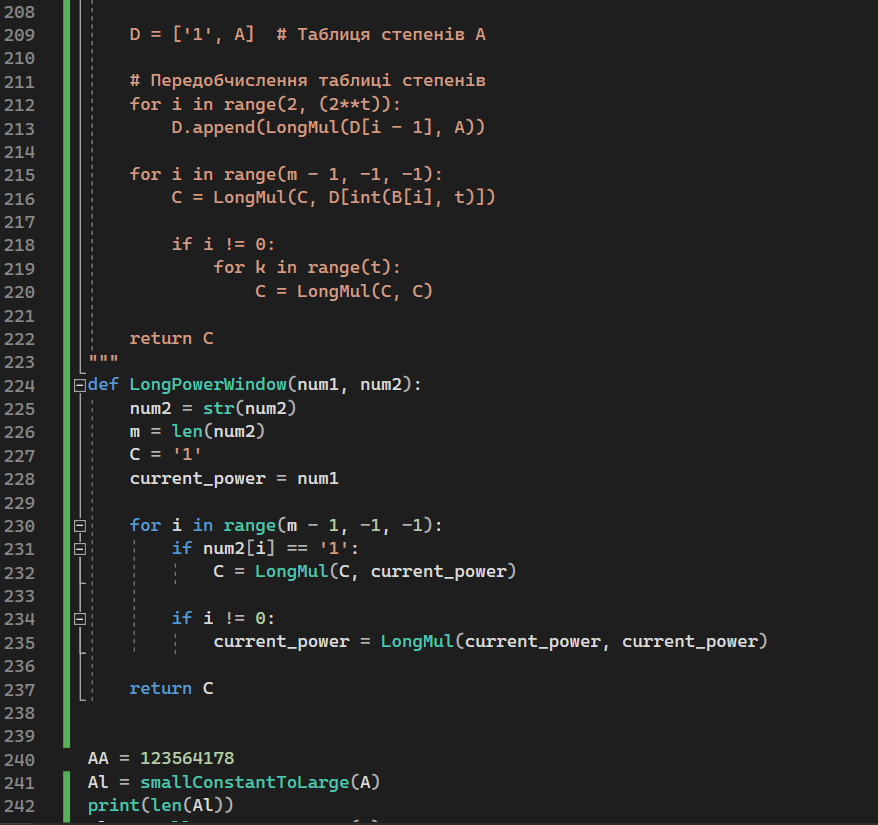 208
209 D = ['1', A]  # Таблиця степенів A
210
211 # Передобчислення таблиці степенів
212 for i in range(2, (2**t)):
213 D.append(LongMul(D[i - 1], A))
214
215 for i in range(m - 1, -1, -1):
216 C = LongMul(C, D[int(B[i], t)])
217
218 if i != 0:
219 for k in range(t):
220 C = LongMul(C, C)
221
222 return C
223 """
224 def LongPowerWindow(num1, num2):
225 num2 = str(num2)
226 m = len(num2)
227 C = '1'
228 current_power = num1
229
230 for i in range(m - 1, -1, -1):
231 if num2[i] == '1':
232 C = LongMul(C, current_power)
233
234 if i != 0:
235 current_power = LongMul(current_power, current_power)
236
237 return C
238
239
240 AA = 123564178
241 Al = smallConstantToLarge(A)
242 print(len(Al))